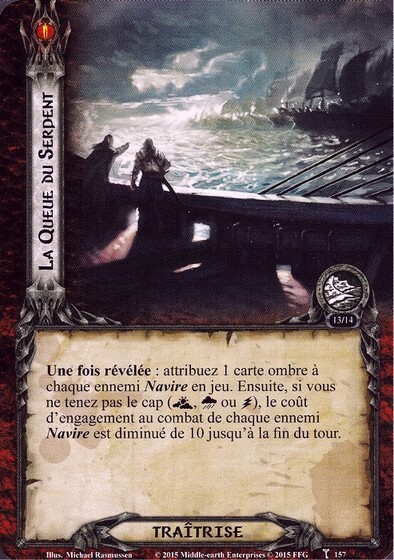 La Queue du Serpent
13/14
Une fois révélée : attribuez 1 carte ombre à
chaque ennemi Navire en jeu. Ensuite, si vous
ne tenez pas le cap ( , ou ), le coût
d'engagement au combat de chaque ennemi
Navire est diminué de 10 jusqu'à la fin du tour.
TRAÎTRISE
Illus. Michael Rasmussen © 2015 Middle-earth Enterprises © 2015 FFG 157